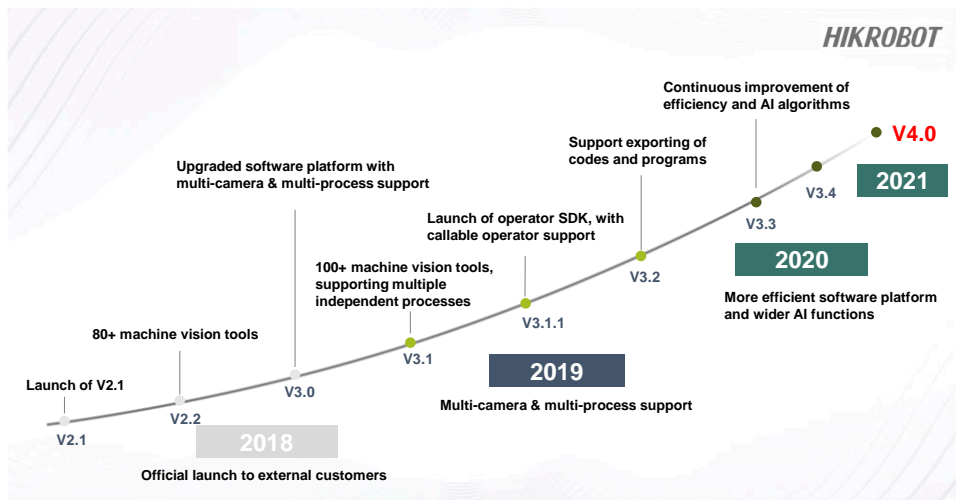 HIKROBOT
Continuous improvement of
efficiency and AI algorithms
V4.0
Support exporting of
codes and programs
Upgraded software platform with
multi-camera & multi-process support
2021
V3.4
Launch of operator SDK, with
callable operator support
V3.3
100+ machine vision tools,
supporting multiple
independent processes
V3.2
2020
More efficient software platform
and wider AI functions
V3.1.1
80+ machine vision tools
V3.1
2019
Launch of V2.1
V3.0
Multi-camera & multi-process support
V2.2
V2.1
2018
Official launch to external customers